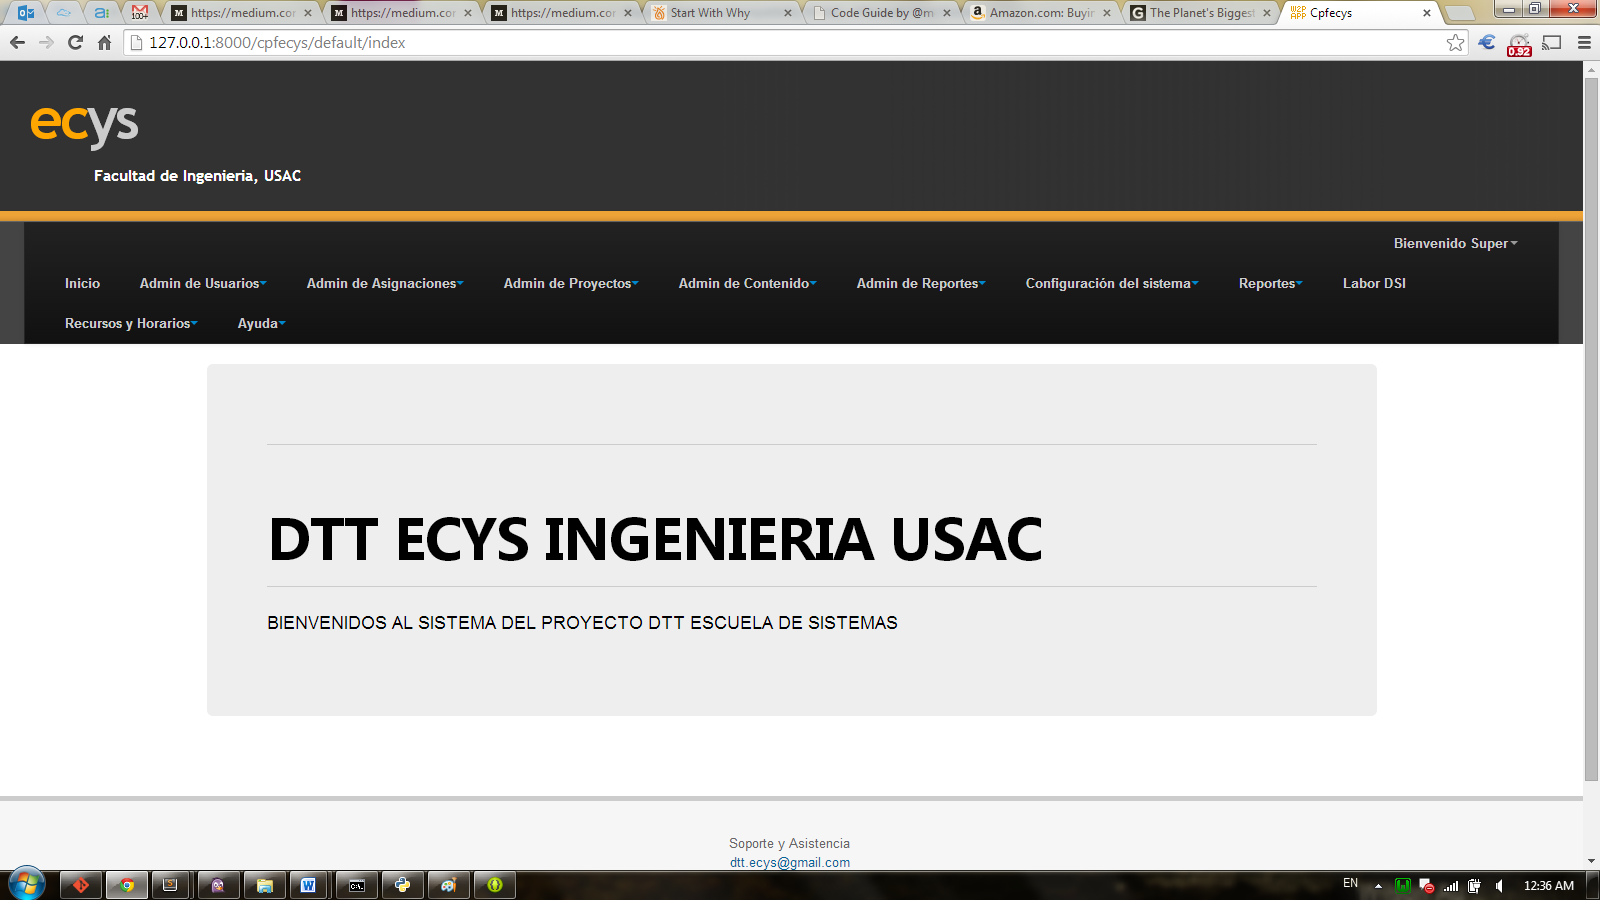 https://medium.cor
https://medium.cor
https://medium.cor
Start With Why
Code Guide by @m
Amazon.com: Buyir
The Planet's Biggest
Cpfecys
127.0.0.1:8000/cpfecys/default/index
0.92
ecys
Facultad de Ingenieria, USAC
Bienvenido Super
Inicio Admin de Usuarios Admin de Asignaciones Admin de Proyectos Admin de Contenido Admin de Reportes Configuración del sistema Reportes Labor DSI
Recursos y Horarios Ayuda
DTT ECYS INGENIERIA USAC
BIENVENIDOS AL SISTEMA DEL PROYECTO DTT ESCUELA DE SISTEMAS
Soporte y Asistencia
dtt.ecys@gmail.com
EN
12:36 AM